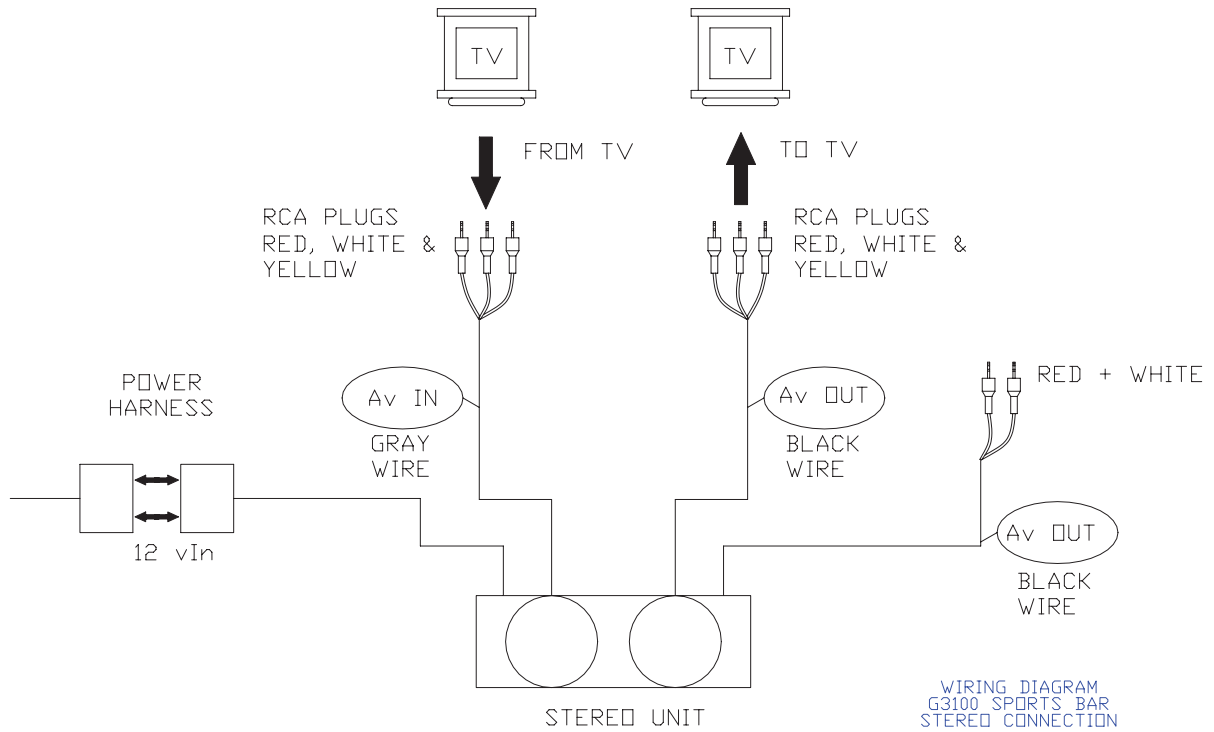 TV
TV
FROM TV
TO TV
RCA PLUGS
RED, WHITE &
YELLOW
RCA PLUGS
RED, WHITE &
YELLOW
RED + WHITE
POWER
HARNESS
Av IN
GRAY
WIRE
Av OUT
BLACK
WIRE
12 vIn
Av OUT
BLACK
WIRE
STEREO UNIT
WIRING DIAGRAM
G3100 SPORTS BAR
STEREO CONNECTION